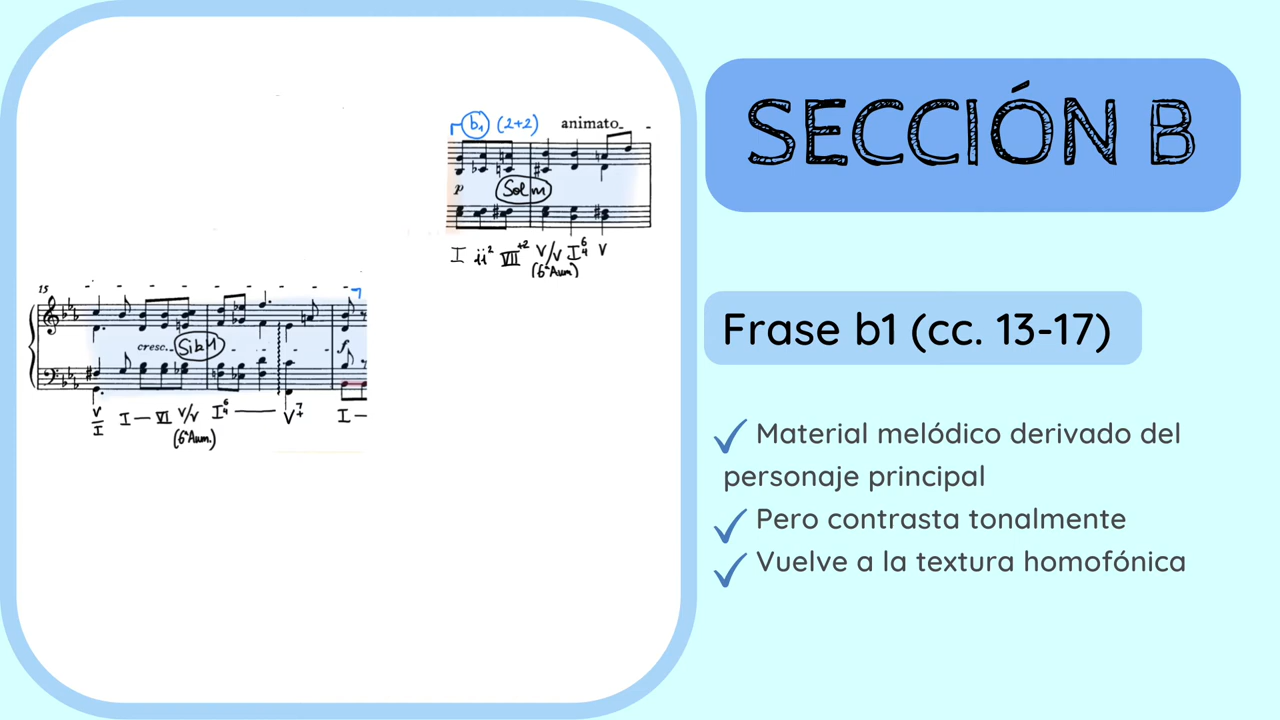 SECCIÓN B
b1 (2+2) animato
p Sol m
I ii² VII+² V/V I6/4 V
(6ªAum)
Frase b1 (cc. 13-17)
15
cresc. Sib M f
V/I I — VI V/V I6/4 — V7+ I —
(6ªAum.)
Material melódico derivado del
personaje principal
Pero contrasta tonalmente
Vuelve a la textura homofónica